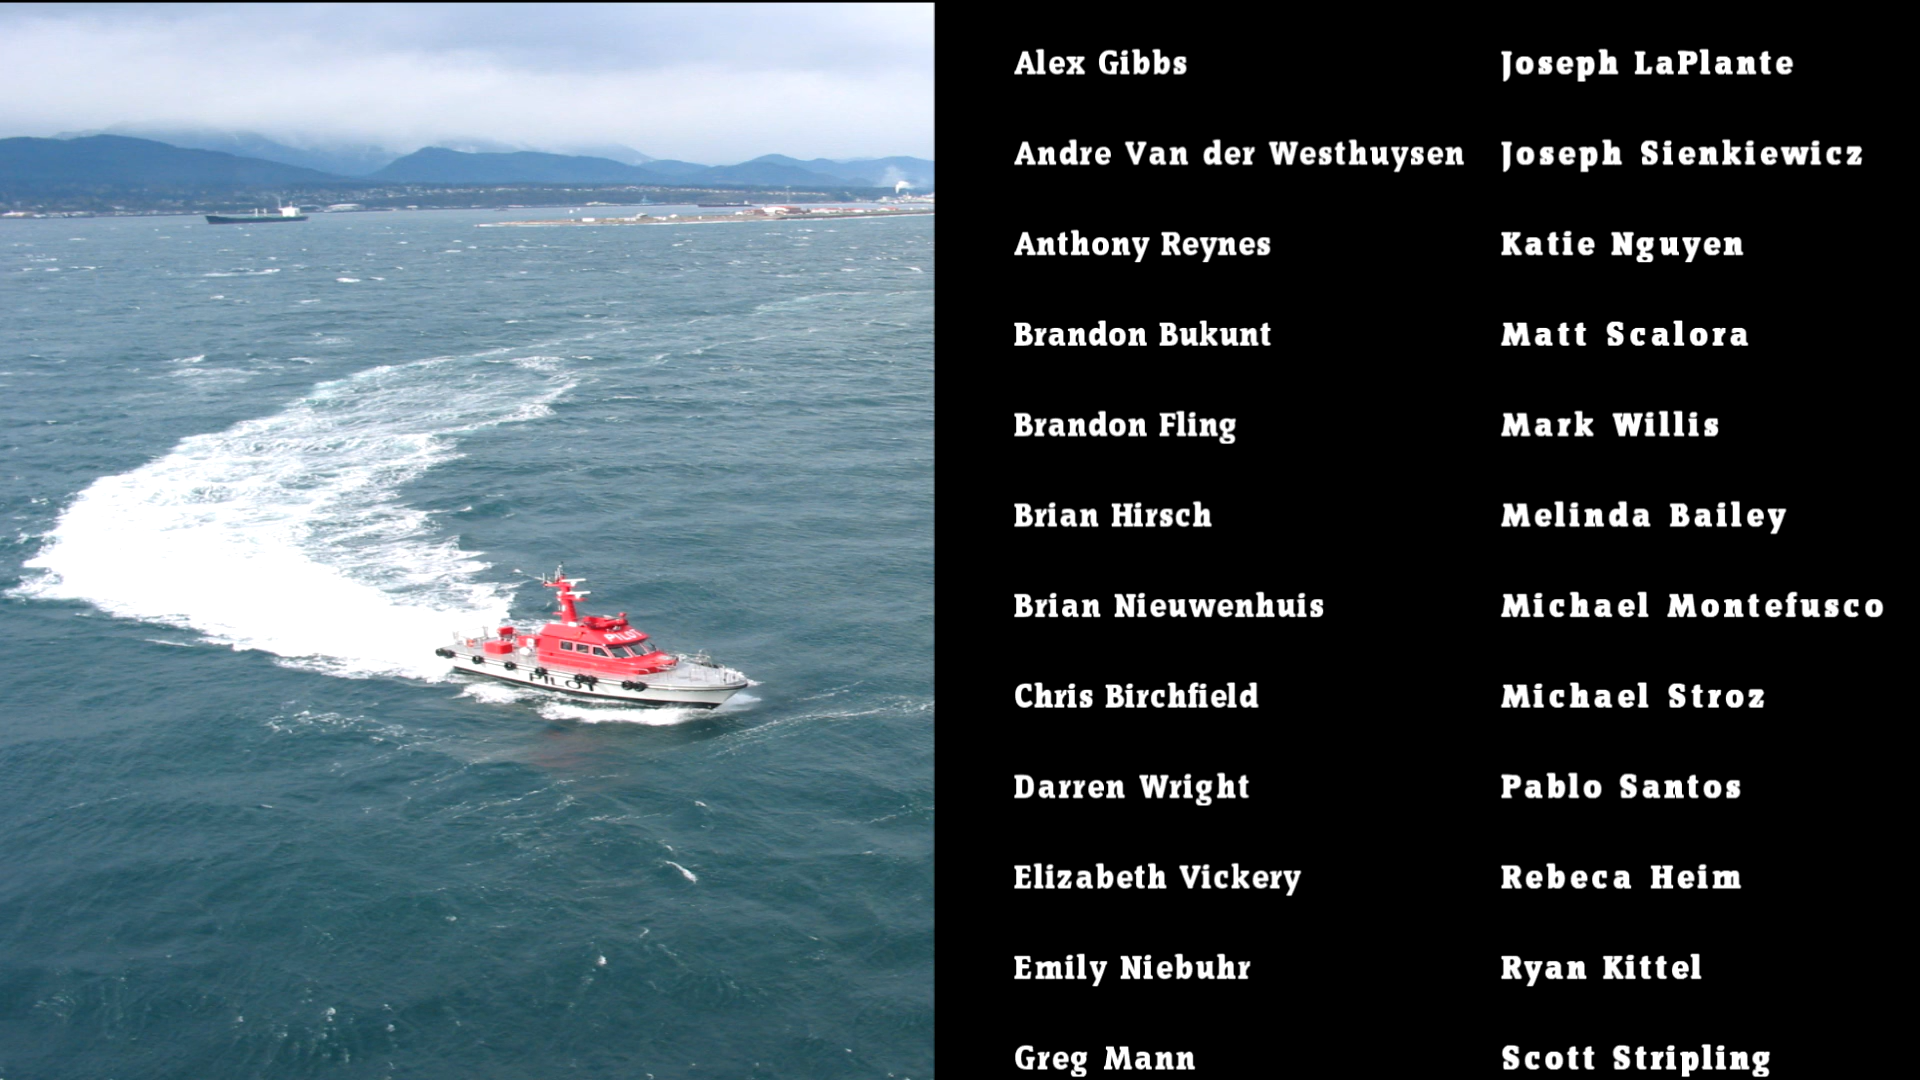 Alex Gibbs
Andre Van der Westhuysen
Anthony Reynes
Brandon Bukunt
Brandon Fling
Brian Hirsch
Brian Nieuwenhuis
Chris Birchfield
Darren Wright
Elizabeth Vickery
Emily Niebuhr
Greg Mann
Joseph LaPlante
Joseph Sienkiewicz
Katie Nguyen
Matt Scalora
Mark Willis
Melinda Bailey
Michael Montefusco
Michael Stroz
Pablo Santos
Rebeca Heim
Ryan Kittel
Scott Stripling
PILOT
PILOT